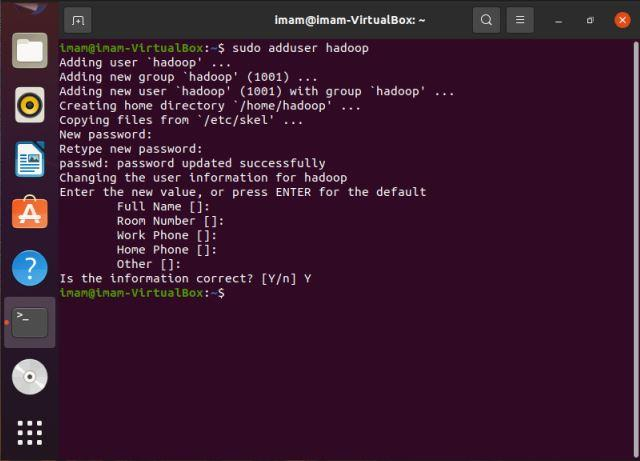 imam@imam-VirtualBox: ~
imam@imam-VirtualBox:~$ sudo adduser hadoop
Adding user `hadoop' ...
Adding new group `hadoop' (1001) ...
Adding new user `hadoop' (1001) with group `hadoop' ...
Creating home directory `/home/hadoop' ...
Copying files from `/etc/skel' ...
New password:
Retype new password:
passwd: password updated successfully
Changing the user information for hadoop
Enter the new value, or press ENTER for the default
        Full Name []:
        Room Number []:
        Work Phone []:
        Home Phone []:
        Other []:
Is the information correct? [Y/n] Y
imam@imam-VirtualBox:~$